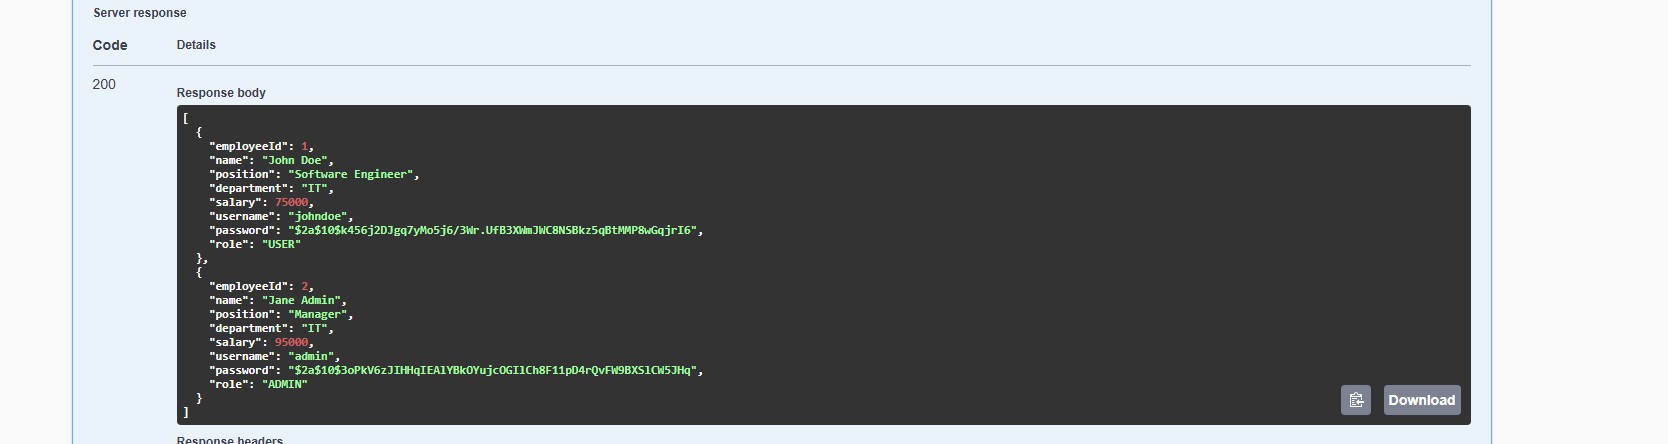 Server response
Code Details
200
Response body
[
  {
    "employeeId": 1,
    "name": "John Doe",
    "position": "Software Engineer",
    "department": "IT",
    "salary": 75000,
    "username": "johndoe",
    "password": "$2a$10$k456j2DJgq7yMo5j6/3Wr.UfB3XWmJWC8NSBkz5qBtMMP8wGqjrI6",
    "role": "USER"
  },
  {
    "employeeId": 2,
    "name": "Jane Admin",
    "position": "Manager",
    "department": "IT",
    "salary": 95000,
    "username": "admin",
    "password": "$2a$10$3oPkV6zJIHHqIEAlYBkOYujcOGIlCh8F11pD4rQvFW9BXSlCW5JHq",
    "role": "ADMIN"
  }
]
Download
Response headers